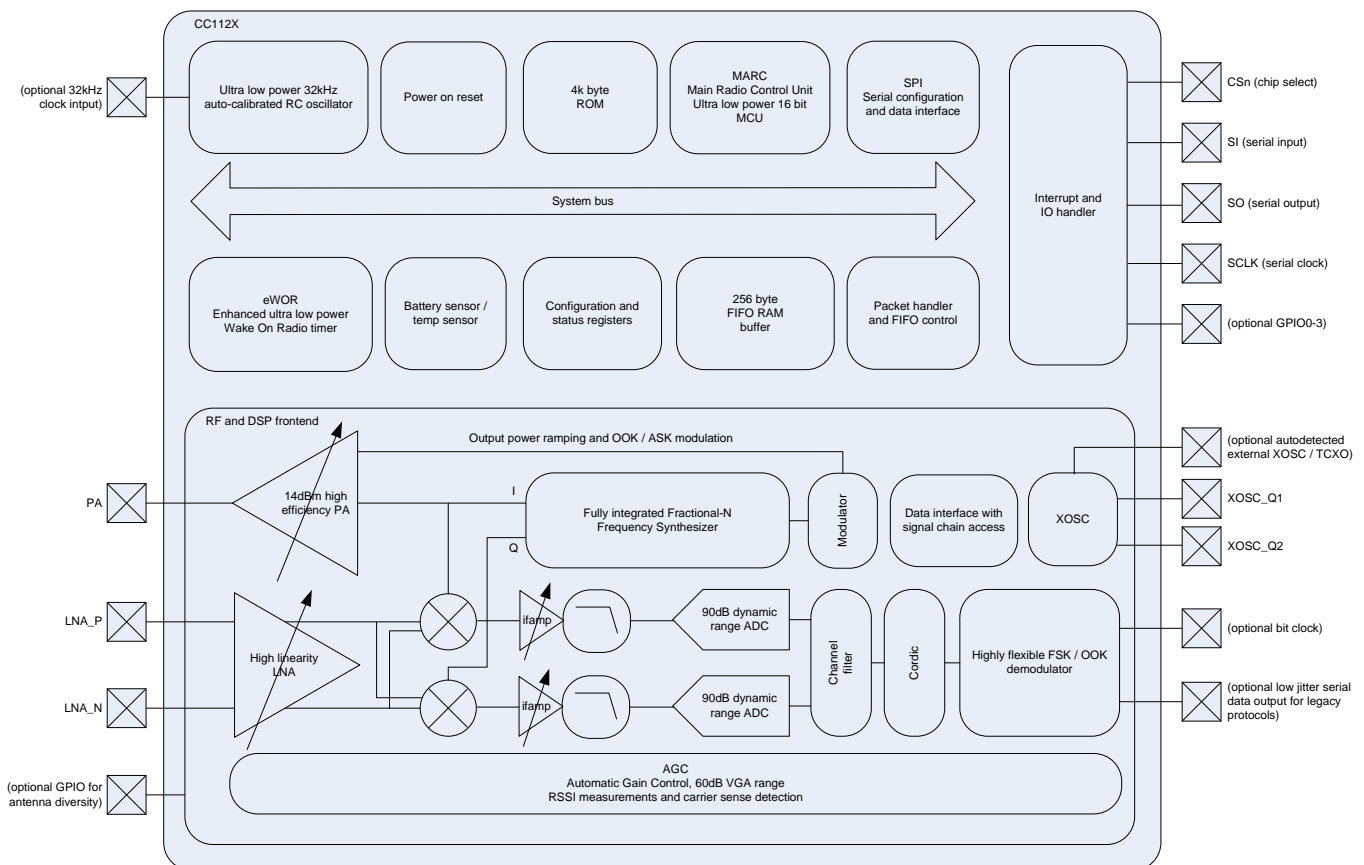 CC112X
(optional 32kHz
clock intput)
Ultra low power 32kHz
auto-calibrated RC oscillator
Power on reset
4k byte
ROM
MARC
Main Radio Control Unit
Ultra low power 16 bit
MCU
SPI
Serial configuration
and data interface
System bus
Interrupt and
IO handler
CSn (chip select)
SI (serial input)
SO (serial output)
SCLK (serial clock)
(optional GPIO0-3)
eWOR
Enhanced ultra low power
Wake On Radio timer
Battery sensor /
temp sensor
Configuration and
status registers
256 byte
FIFO RAM
buffer
Packet handler
and FIFO control
RF and DSP frontend
Output power ramping and OOK / ASK modulation
(optional autodetected
external XOSC / TCXO)
PA
14dBm high
efficiency PA
I
Q
Fully integrated Fractional-N
Frequency Synthesizer
Modulator
Data interface with
signal chain access
XOSC
XOSC_Q1
XOSC_Q2
LNA_P
LNA_N
High linearity
LNA
ifamp
90dB dynamic
range ADC
ifamp
90dB dynamic
range ADC
Channel
filter
Cordic
Highly flexible FSK / OOK
demodulator
(optional bit clock)
(optional low jitter serial
data output for legacy
protocols)
(optional GPIO for
antenna diversity)
AGC
Automatic Gain Control, 60dB VGA range
RSSI measurements and carrier sense detection